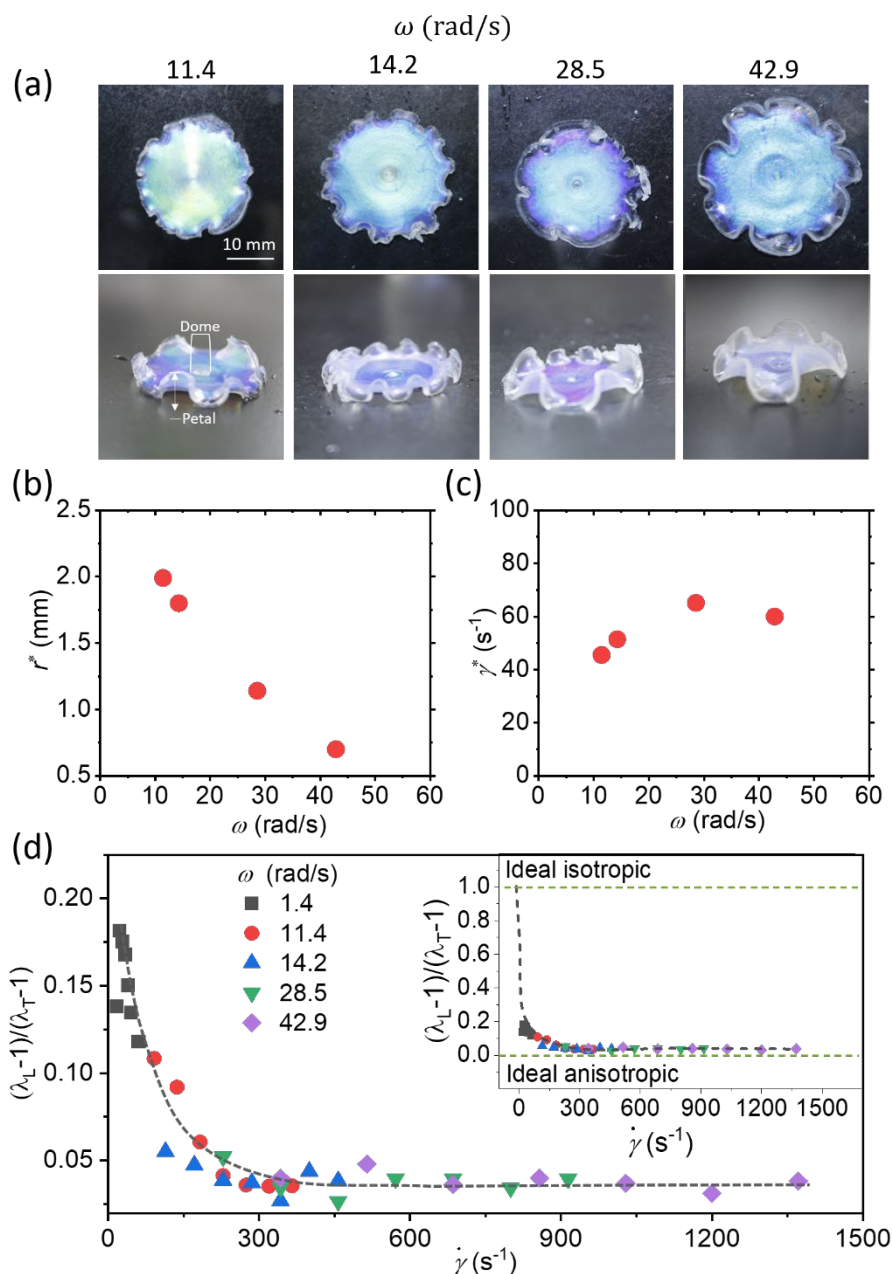 ω (rad/s)
11.4 14.2 28.5 42.9
(a)
10 mm
Dome
Petal
(b) (c)
2.5
2.0
1.5
1.0
0.5
r* (mm)
0 10 20 30 40 50 60
ω (rad/s)
100
80
60
40
20
0
γ* (s⁻¹)
0 10 20 30 40 50 60
ω (rad/s)
(d)
0.20
0.15
0.10
0.05
(λL-1)/(λT-1)
ω (rad/s)
1.4
11.4
14.2
28.5
42.9
0 300 600 900 1200 1500
γ̇ (s⁻¹)
Ideal isotropic
1.0
0.8
0.6
0.4
0.2
0.0
(λL-1)/(λT-1)
Ideal anisotropic
0 300 600 900 1200 1500
γ̇ (s⁻¹)